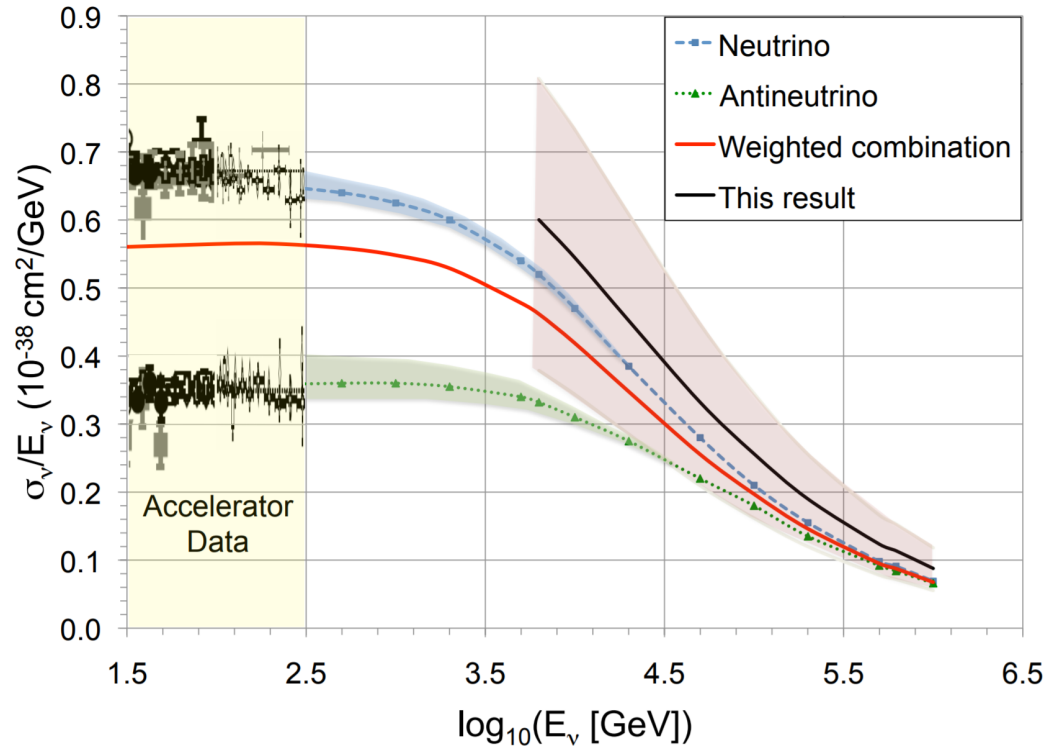 0.9
0.8
0.7
0.6
0.5
0.4
0.3
0.2
0.1
0.0
σν/Eν (10⁻³⁸ cm²/GeV)
Neutrino
Antineutrino
Weighted combination
This result
Accelerator
Data
1.5 2.5 3.5 4.5 5.5 6.5
log₁₀(Eν [GeV])